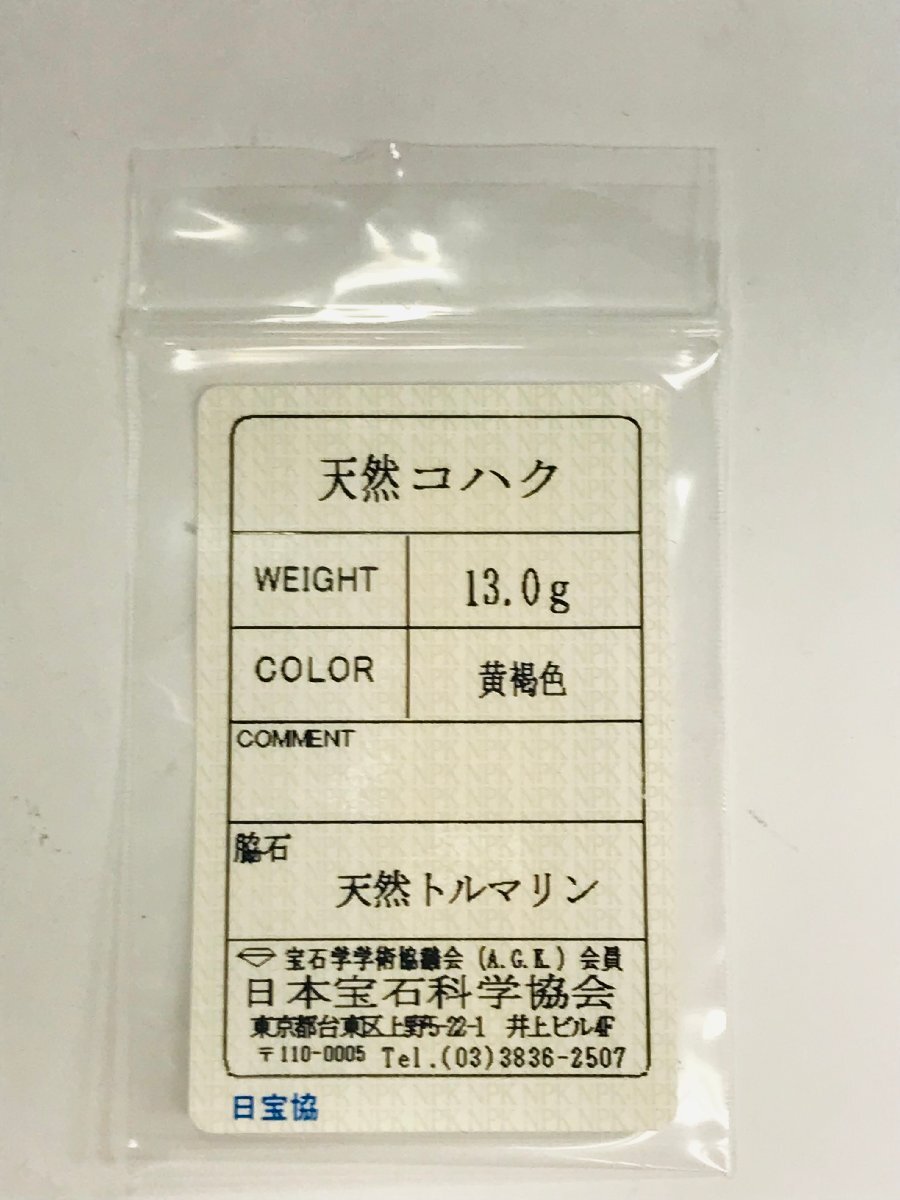 天然コハク
WEIGHT 13.0g
COLOR 黄褐色
COMMENT
脇石
天然トルマリン
宝石学学術協議会 (A.G.K.) 会員
日本宝石科学協会
東京都台東区上野5-22-1 井上ビル4F
〒110-0005 Tel.(03)3836-2507
日宝協